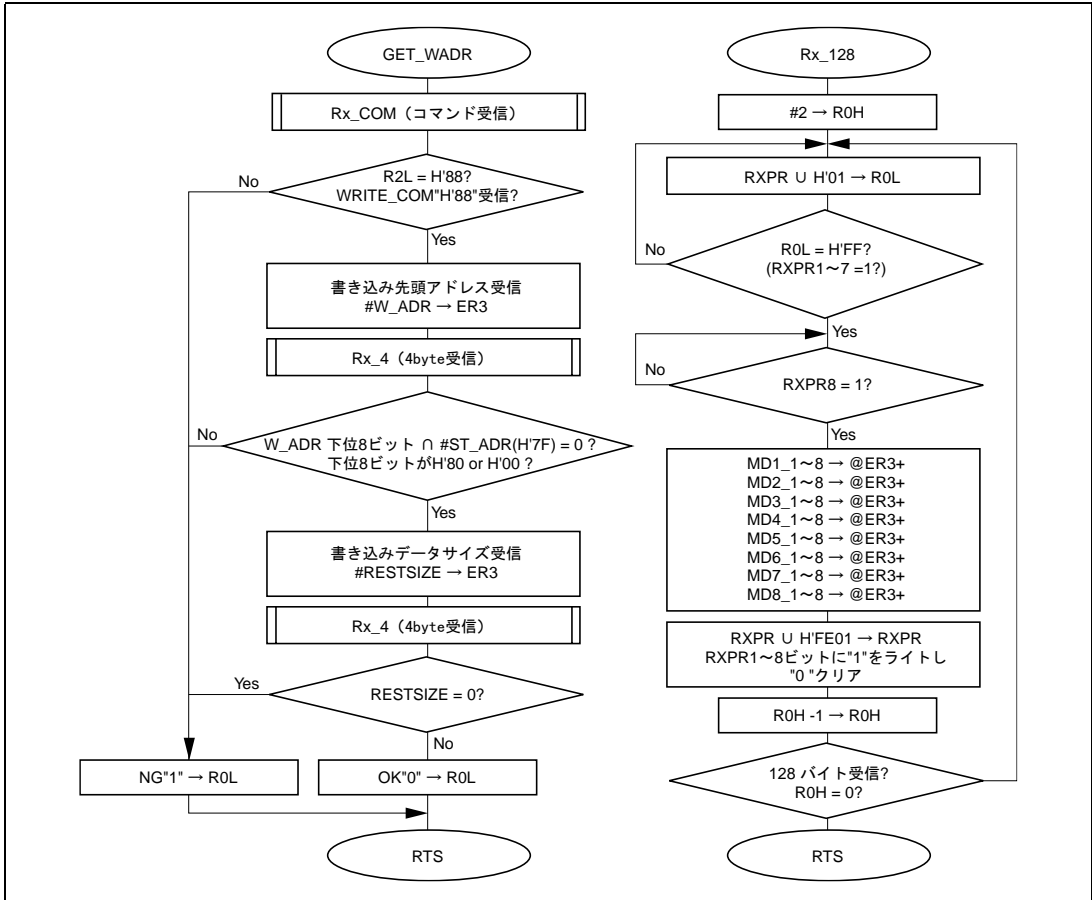 GET_WADR
Rx_COM（コマンド受信）
R2L = H'88?
WRITE_COM"H'88"受信?
No
Yes
書き込み先頭アドレス受信
#W_ADR → ER3
Rx_4（4byte受信）
W_ADR 下位8ビット ∩ #ST_ADR(H'7F) = 0 ?
下位8ビットがH'80 or H'00 ?
No
Yes
書き込みデータサイズ受信
#RESTSIZE → ER3
Rx_4（4byte受信）
RESTSIZE = 0?
Yes
No
NG"1" → R0L
OK"0" → R0L
RTS
Rx_128
#2 → R0H
RXPR ∪ H'01 → R0L
R0L = H'FF?
(RXPR1～7 =1?)
No
Yes
RXPR8 = 1?
No
Yes
MD1_1～8 → @ER3+
MD2_1～8 → @ER3+
MD3_1～8 → @ER3+
MD4_1～8 → @ER3+
MD5_1～8 → @ER3+
MD6_1～8 → @ER3+
MD7_1～8 → @ER3+
MD8_1～8 → @ER3+
RXPR ∪ H'FE01 → RXPR
RXPR1～8ビットに"1"をライトし
"0 "クリア
R0H -1 → R0H
128 バイト受信?
R0H = 0?
RTS